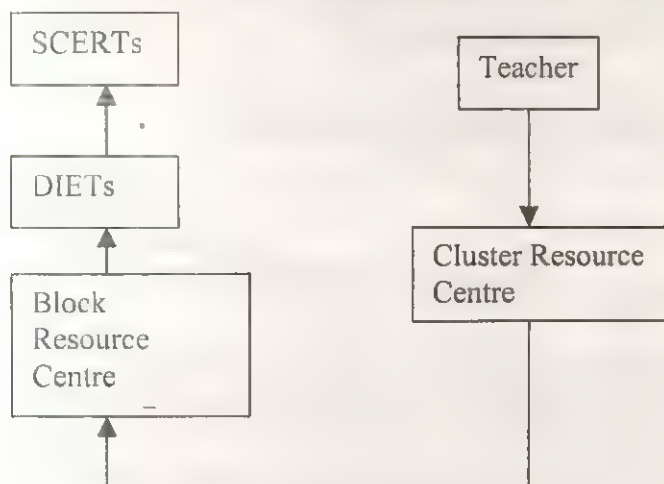 SCERTs
DIETs
Block
Resource
Centre
Teacher
Cluster Resource
Centre